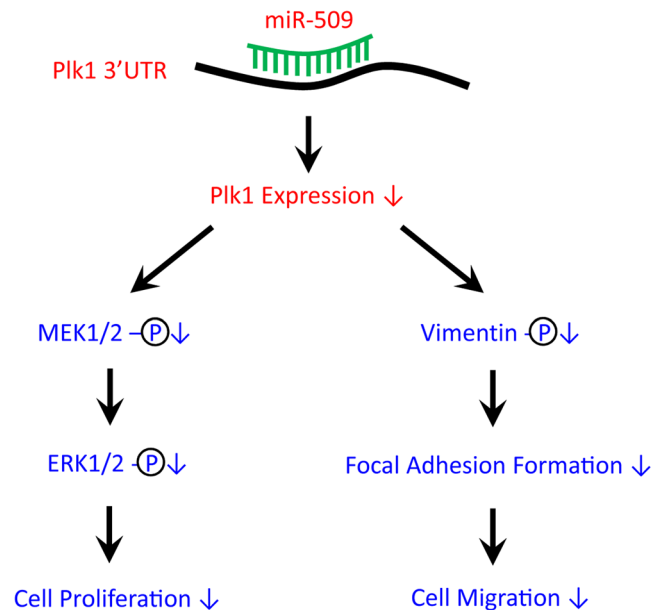 miR-509
Plk1 3’UTR
Plk1 Expression ↓
MEK1/2 –P↓
Vimentin -P↓
ERK1/2 -P↓
Focal Adhesion Formation ↓
Cell Proliferation ↓
Cell Migration ↓